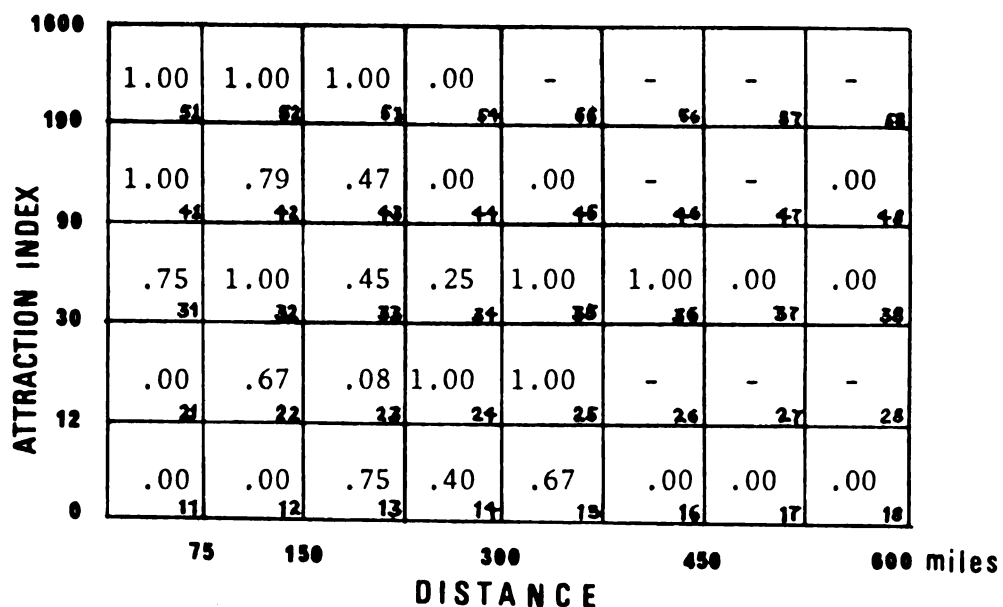 1600
1.00 1.00 1.00 .00 - - - -
51 52 53 54 55 56 57 58
190
1.00 .79 .47 .00 .00 - - .00
41 42 43 44 45 46 47 48
90
.75 1.00 .45 .25 1.00 1.00 .00 .00
31 32 33 34 35 36 37 38
30
.00 .67 .08 1.00 1.00 - - -
21 22 23 24 25 26 27 28
12
.00 .00 .75 .40 .67 .00 .00 .00
11 12 13 14 15 16 17 18
0
75 150 300 450 600 miles
DISTANCE
ATTRACTION INDEX